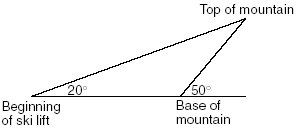 Top of mountain
20°
50°
Beginning
of ski lift
Base of
mountain